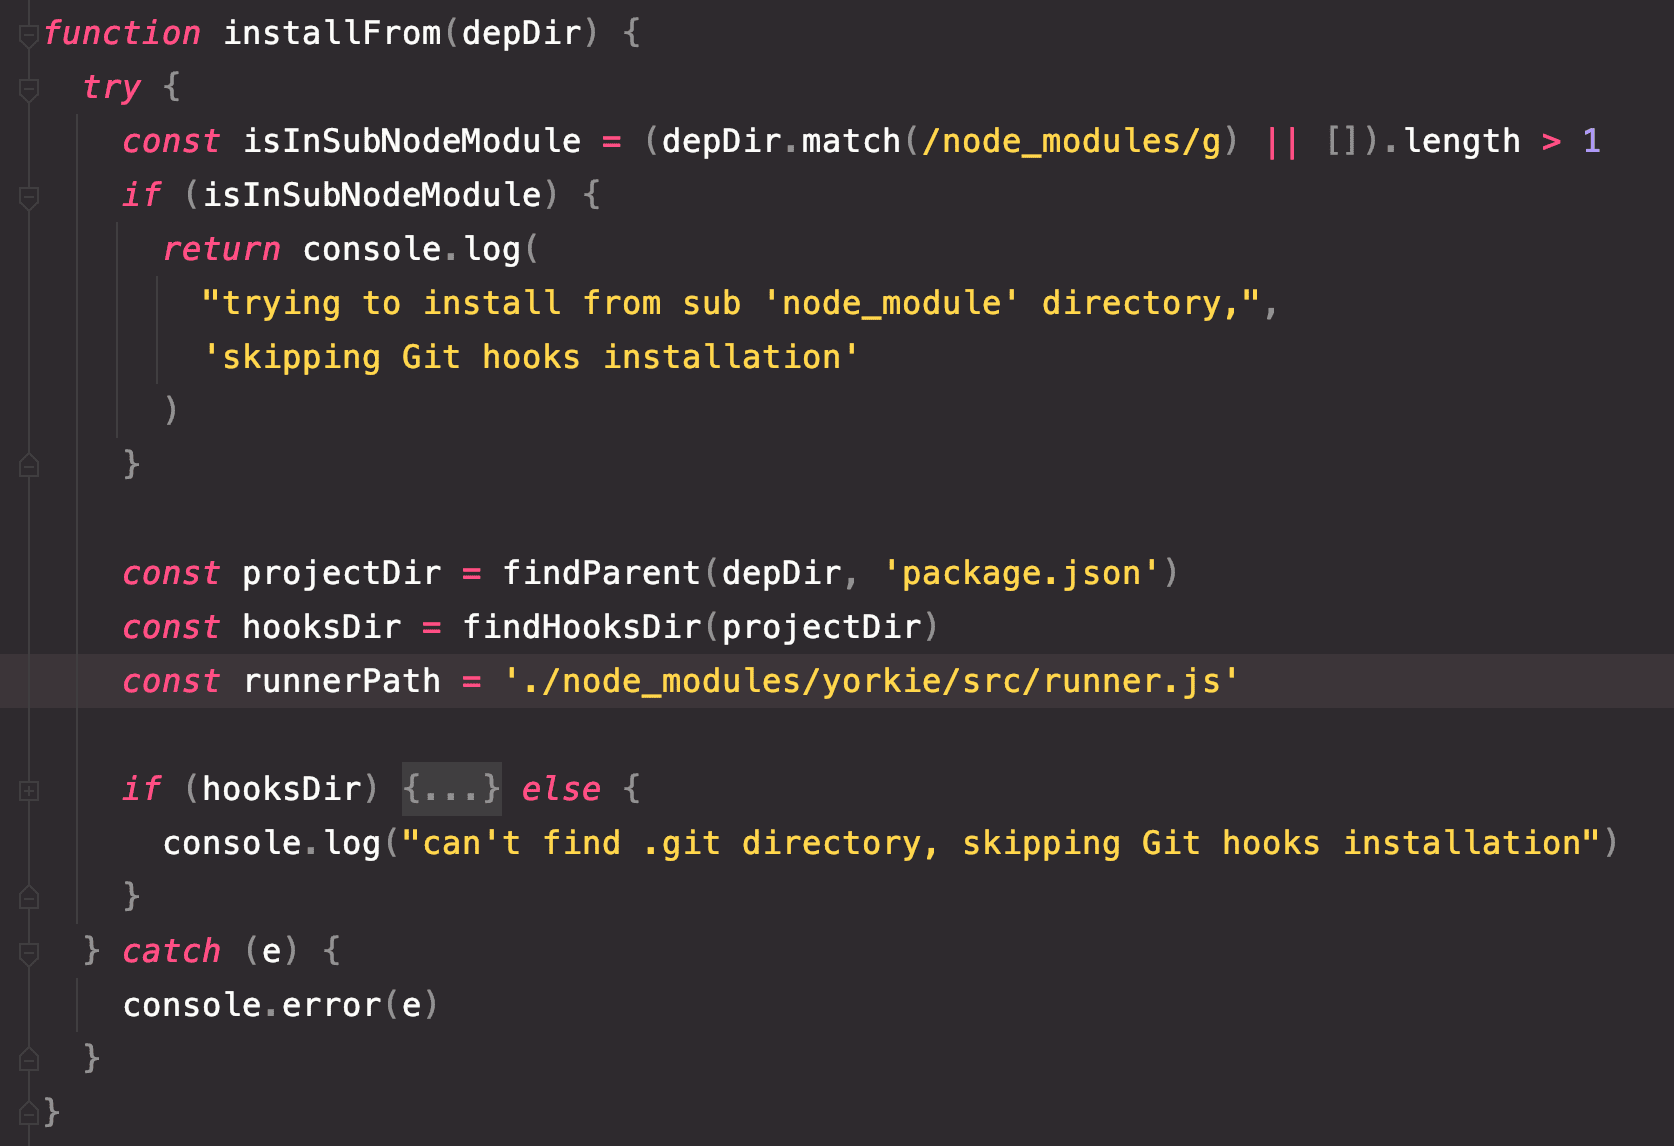 function installFrom(depDir) {
  try {
    const isInSubNodeModule = (depDir.match(/node_modules/g) || []).length > 1
    if (isInSubNodeModule) {
      return console.log(
        "trying to install from sub 'node_module' directory,",
        'skipping Git hooks installation'
      )
    }

    const projectDir = findParent(depDir, 'package.json')
    const hooksDir = findHooksDir(projectDir)
    const runnerPath = './node_modules/yorkie/src/runner.js'

    if (hooksDir) {...} else {
      console.log("can't find .git directory, skipping Git hooks installation")
    }
  } catch (e) {
    console.error(e)
  }
}